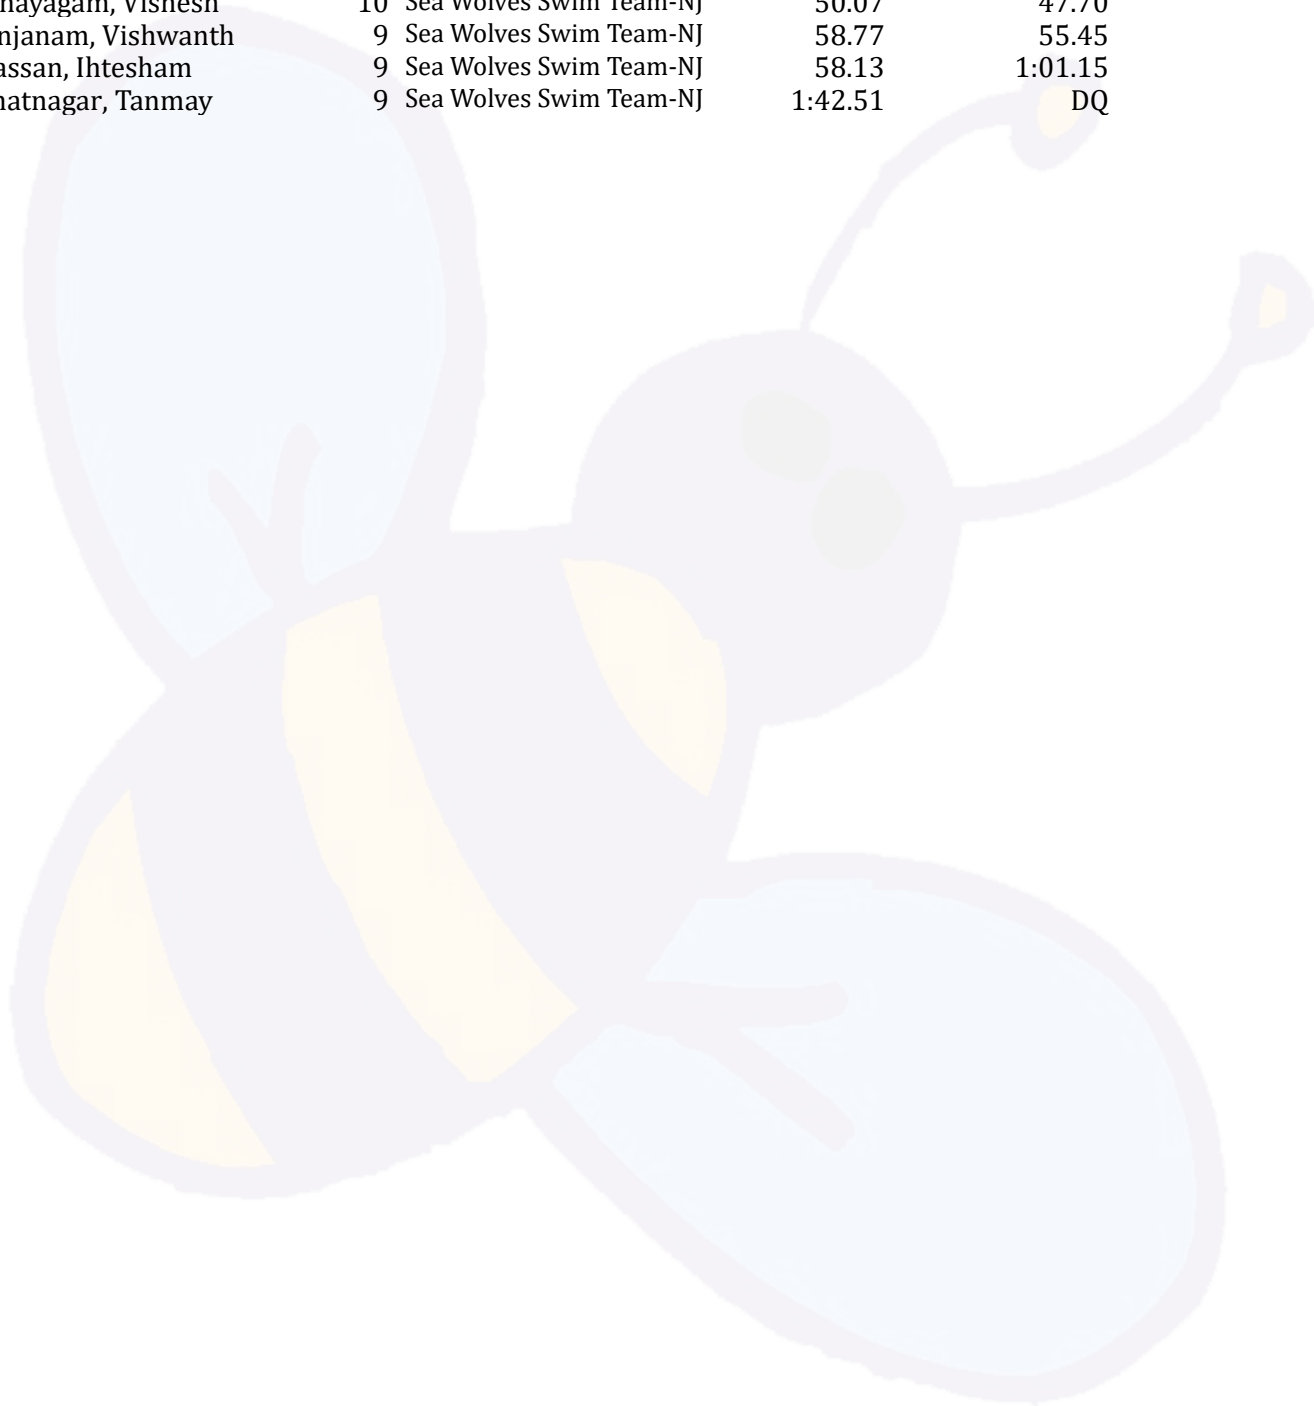 nayagam, Vishesh 10 Sea Wolves Swim Team-NJ 50.07 47.70
njanam, Vishwanth 9 Sea Wolves Swim Team-NJ 58.77 55.45
assan, Ihtesham 9 Sea Wolves Swim Team-NJ 58.13 1:01.15
natnagar, Tanmay 9 Sea Wolves Swim Team-NJ 1:42.51 DQ